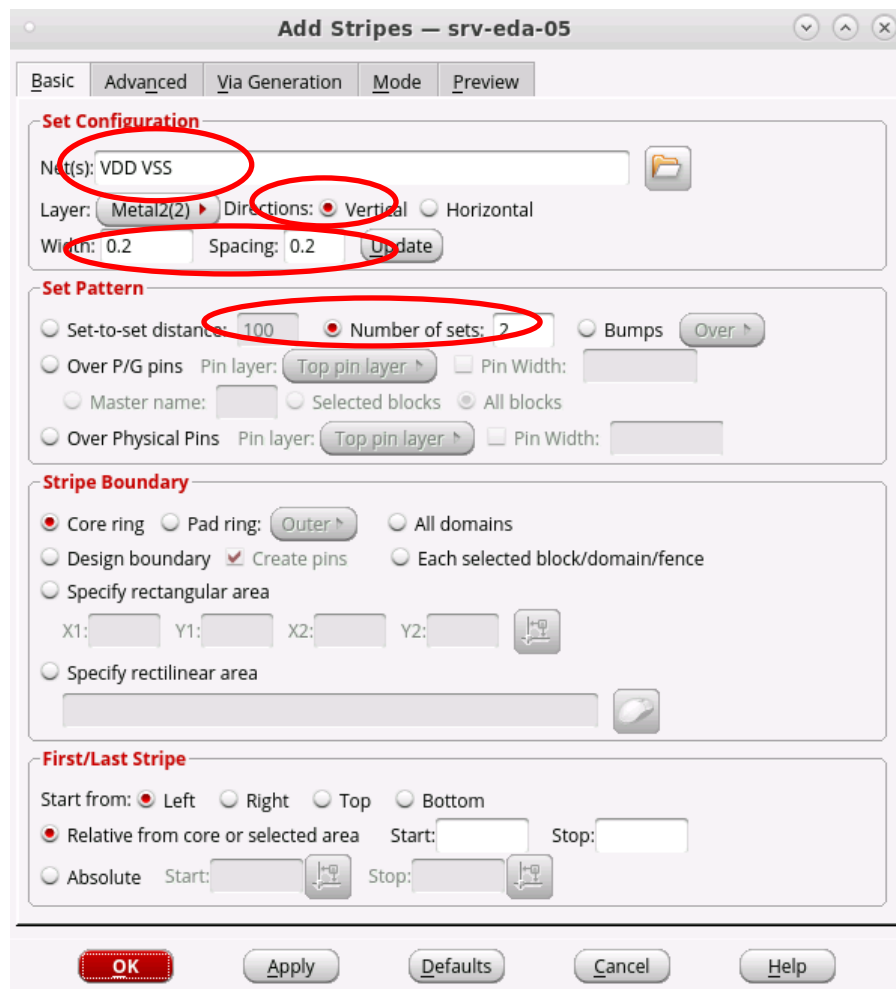 Add Stripes — srv-eda-05
Basic Advanced Via Generation Mode Preview
Set Configuration
Net(s): VDD VSS
Layer: Metal2(2) Directions: Vertical Horizontal
Width: 0.2 Spacing: 0.2 Update
Set Pattern
Set-to-set distance: 100 Number of sets: 2 Bumps Over
Over P/G pins Pin layer: Top pin layer Pin Width:
Master name: Selected blocks All blocks
Over Physical Pins Pin layer: Top pin layer Pin Width:
Stripe Boundary
Core ring Pad ring: Outer All domains
Design boundary Create pins Each selected block/domain/fence
Specify rectangular area
X1: Y1: X2: Y2:
Specify rectilinear area
First/Last Stripe
Start from: Left Right Top Bottom
Relative from core or selected area Start: Stop:
Absolute Start: Stop:
OK Apply Defaults Cancel Help